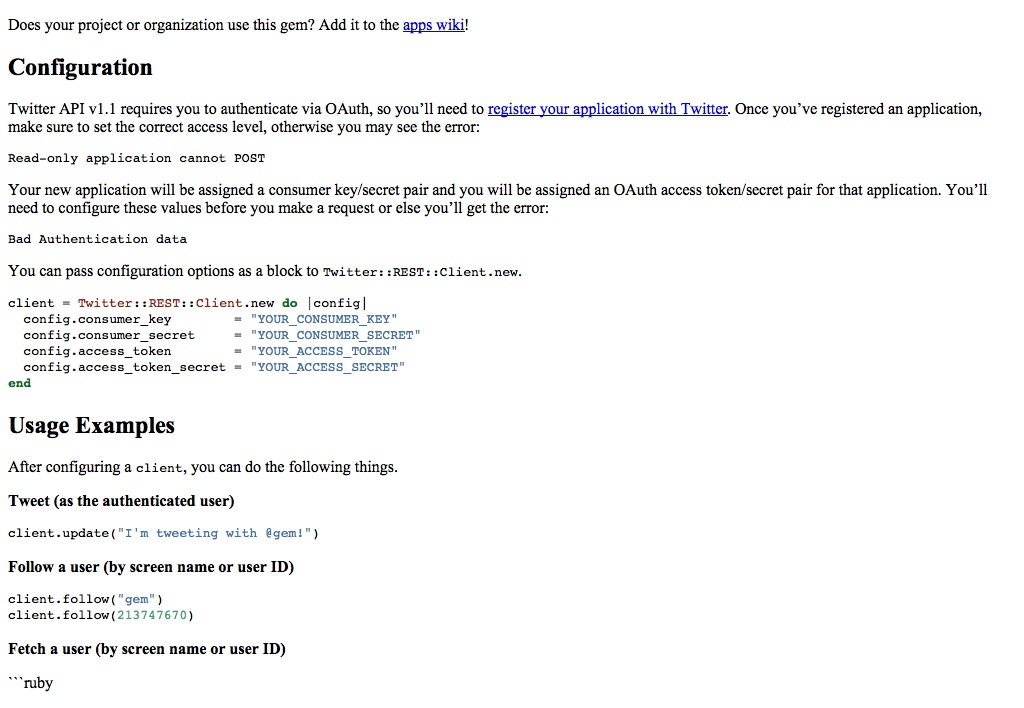 Does your project or organization use this gem? Add it to the apps wiki!
Configuration
Twitter API v1.1 requires you to authenticate via OAuth, so you’ll need to register your application with Twitter. Once you’ve registered an application,
make sure to set the correct access level, otherwise you may see the error:
Read-only application cannot POST
Your new application will be assigned a consumer key/secret pair and you will be assigned an OAuth access token/secret pair for that application. You’ll
need to configure these values before you make a request or else you’ll get the error:
Bad Authentication data
You can pass configuration options as a block to Twitter::REST::Client.new.
client = Twitter::REST::Client.new do |config|
  config.consumer_key        = "YOUR_CONSUMER_KEY"
  config.consumer_secret     = "YOUR_CONSUMER_SECRET"
  config.access_token        = "YOUR_ACCESS_TOKEN"
  config.access_token_secret = "YOUR_ACCESS_SECRET"
end
Usage Examples
After configuring a client, you can do the following things.
Tweet (as the authenticated user)
client.update("I'm tweeting with @gem!")
Follow a user (by screen name or user ID)
client.follow("gem")
client.follow(213747670)
Fetch a user (by screen name or user ID)
```ruby